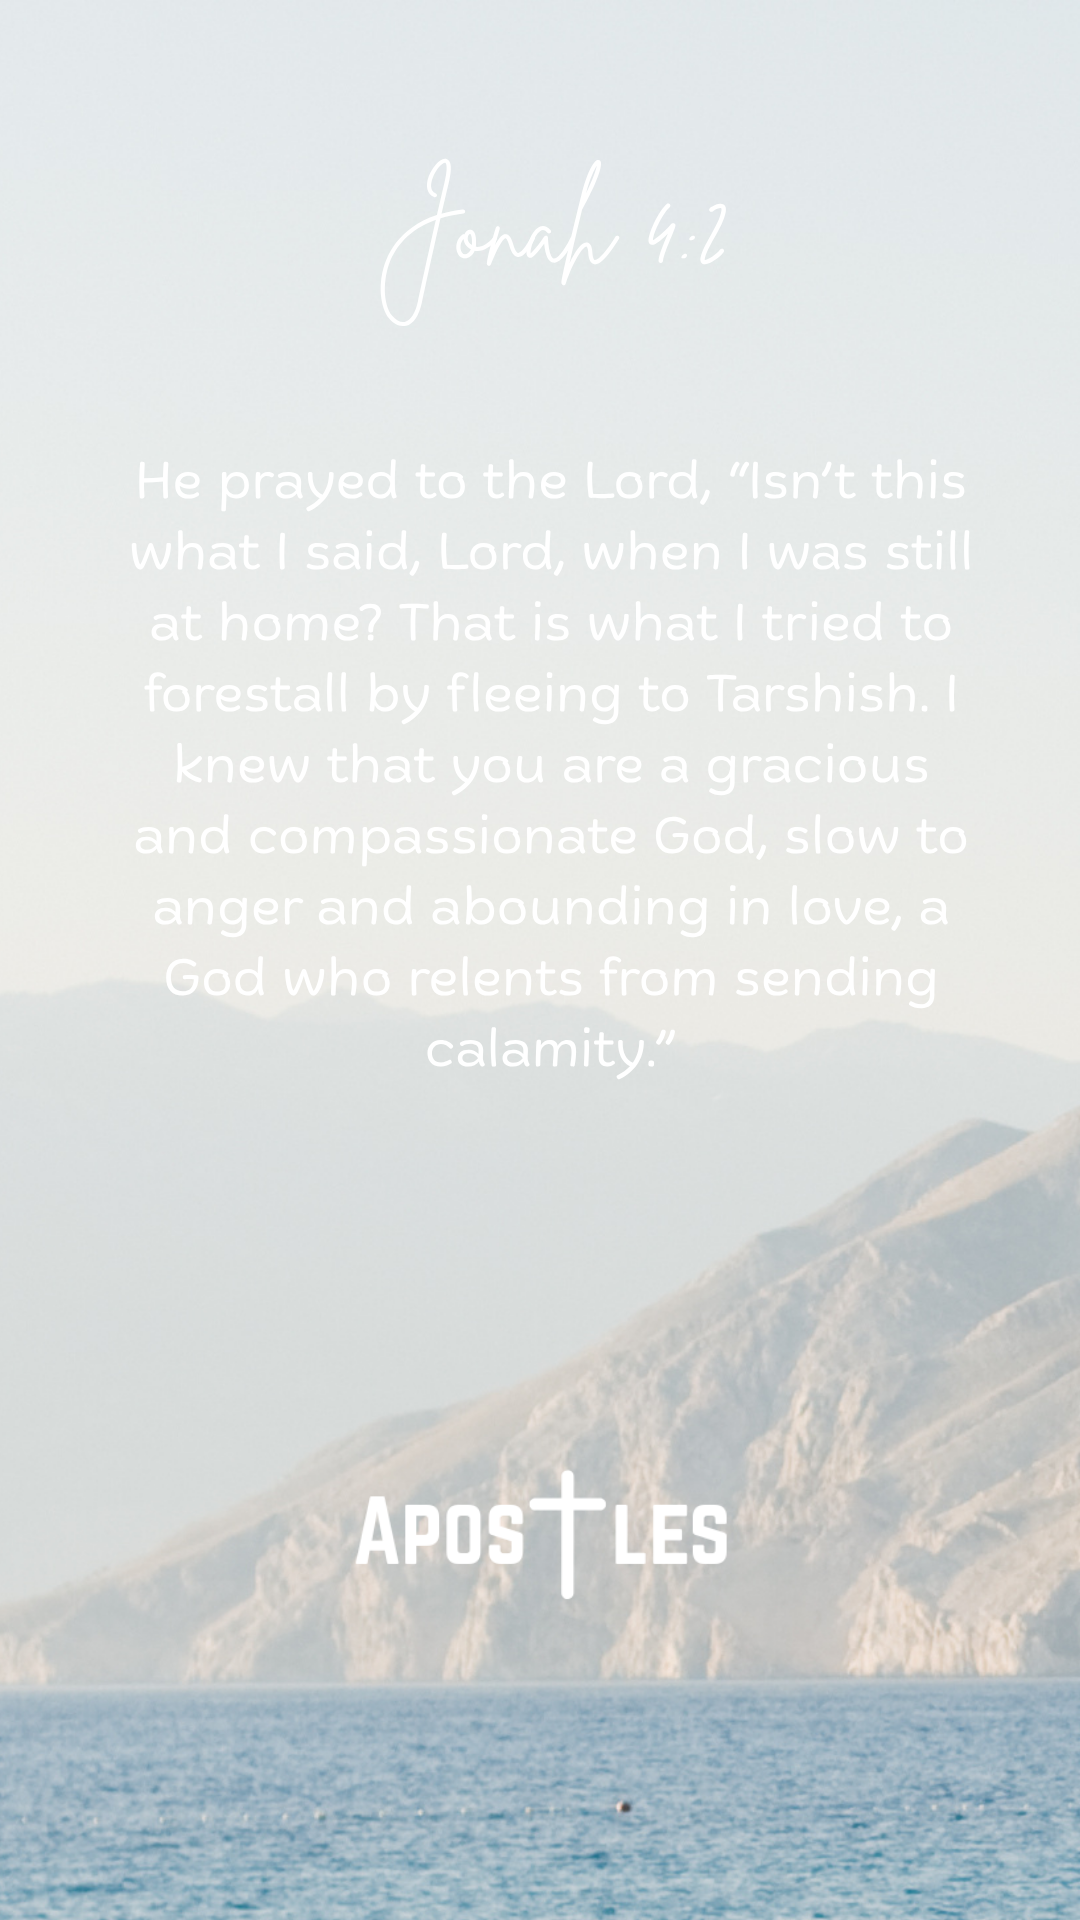 Jonah 4:2
He prayed to the Lord, “Isn’t this
what I said, Lord, when I was still
at home? That is what I tried to
forestall by fleeing to Tarshish. I
knew that you are a gracious
and compassionate God, slow to
anger and abounding in love, a
God who relents from sending
calamity.”
APOSTLES